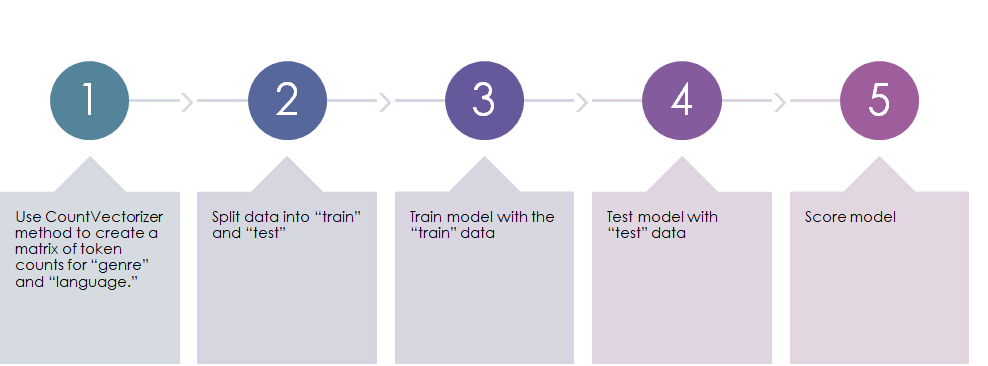 1
2
3
4
5
Use CountVectorizer
method to create a
matrix of token
counts for “genre”
and “language.”
Split data into “train”
and “test”
Train model with the
“train” data
Test model with
“test” data
Score model